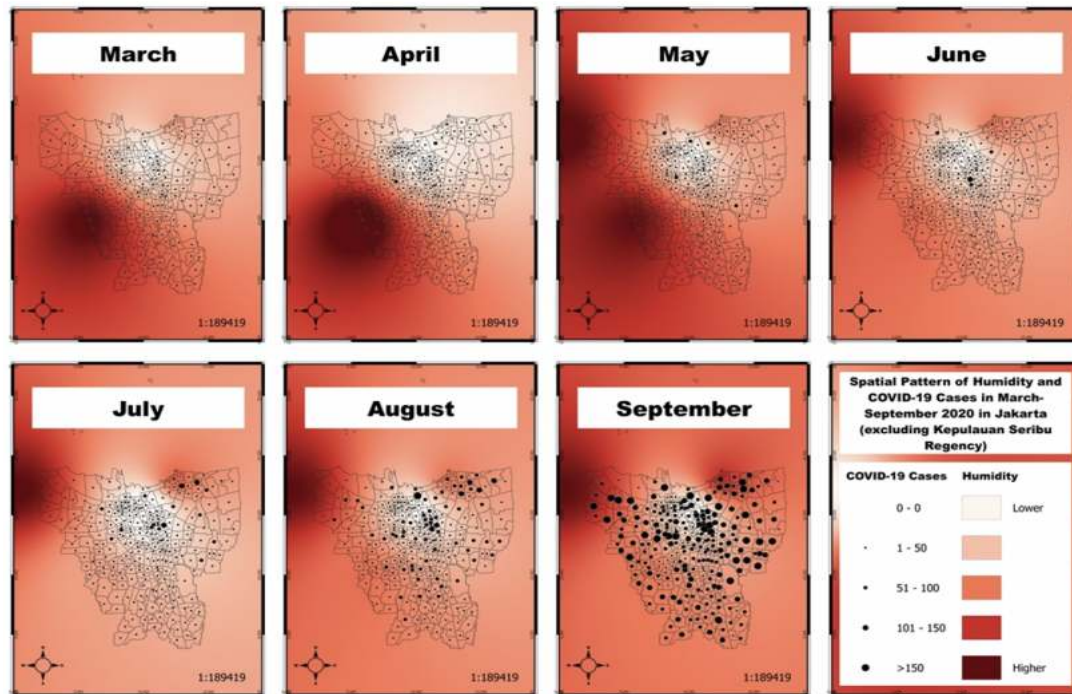 March
April
May
June
1:189419
1:189419
1:189419
1:189419
July
August
September
1:189419
1:189419
1:189419
Spatial Pattern of Humidity and
COVID-19 Cases in March-
September 2020 in Jakarta
(excluding Kepulauan Seribu
Regency)
COVID-19 Cases Humidity
0 - 0 Lower
1 - 50
51 - 100
101 - 150
>150 Higher